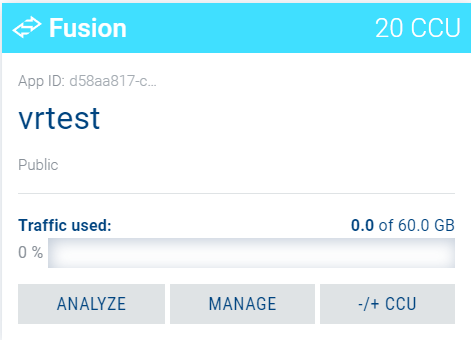 Fusion 20 CCU
App ID: d58aa817-c...
vrtest
Public
Traffic used: 0.0 of 60.0 GB
0 %
ANALYZE MANAGE -/+ CCU